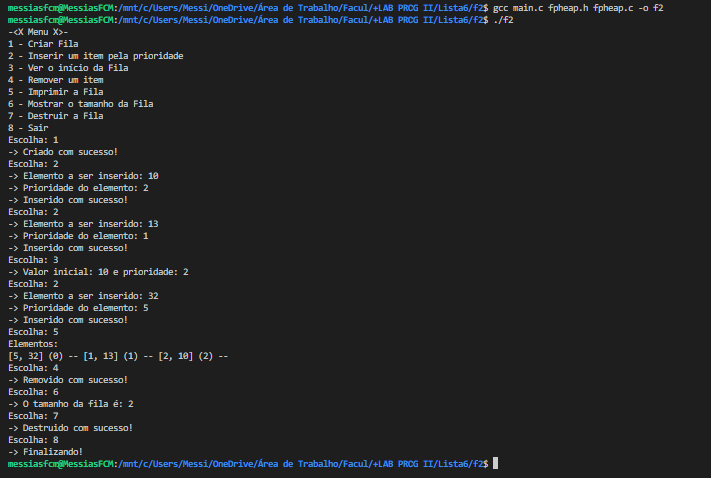 messiasfcm@MessiasFCM:/mnt/c/Users/Messi/OneDrive/Área de Trabalho/Facul/+LAB PROG II/Lista6/f2$ gcc main.c fpheap.h fpheap.c -o f2
messiasfcm@MessiasFCM:/mnt/c/Users/Messi/OneDrive/Área de Trabalho/Facul/+LAB PROG II/Lista6/f2$ ./f2
-<X Menu X>-
1 - Criar Fila
2 - Inserir um item pela prioridade
3 - Ver o início da Fila
4 - Remover um item
5 - Imprimir a Fila
6 - Mostrar o tamanho da Fila
7 - Destruir a Fila
8 - Sair
Escolha: 1
-> Criado com sucesso!
Escolha: 2
-> Elemento a ser inserido: 10
-> Prioridade do elemento: 2
-> Inserido com sucesso!
Escolha: 2
-> Elemento a ser inserido: 13
-> Prioridade do elemento: 1
-> Inserido com sucesso!
Escolha: 3
-> Valor inicial: 10 e prioridade: 2
Escolha: 2
-> Elemento a ser inserido: 32
-> Prioridade do elemento: 5
-> Inserido com sucesso!
Escolha: 5
Elementos:
[5, 32] (0) -- [1, 13] (1) -- [2, 10] (2) --
Escolha: 4
-> Removido com sucesso!
Escolha: 6
-> O tamanho da fila é: 2
Escolha: 7
-> Destruido com sucesso!
Escolha: 8
-> Finalizando!
messiasfcm@MessiasFCM:/mnt/c/Users/Messi/OneDrive/Área de Trabalho/Facul/+LAB PROG II/Lista6/f2$